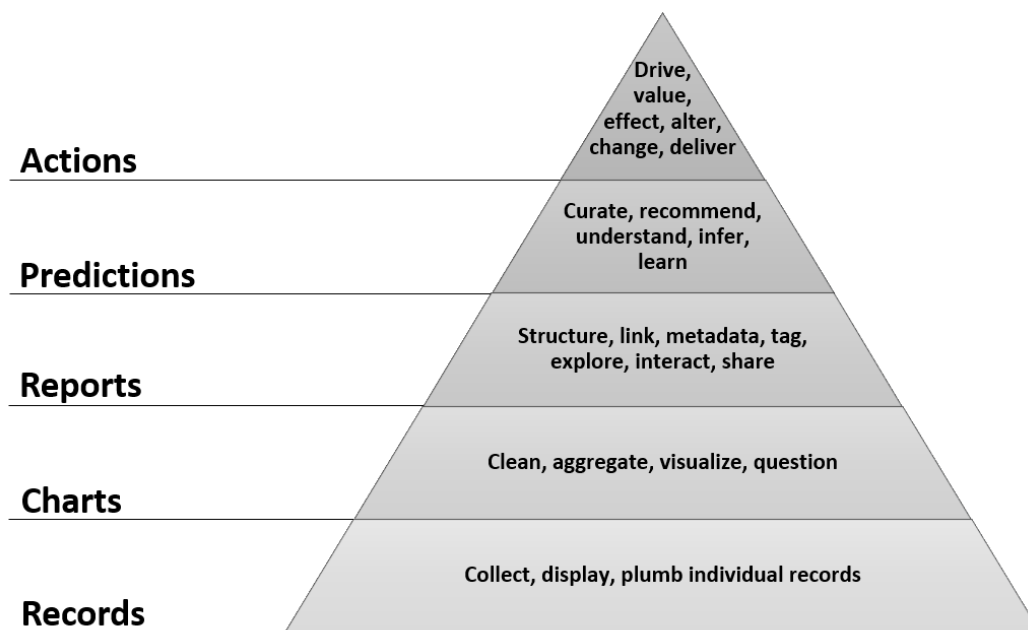 Drive,
value,
effect, alter,
change, deliver
Actions
Curate, recommend,
understand, infer,
learn
Predictions
Structure, link, metadata, tag,
explore, interact, share
Reports
Clean, aggregate, visualize, question
Charts
Collect, display, plumb individual records
Records